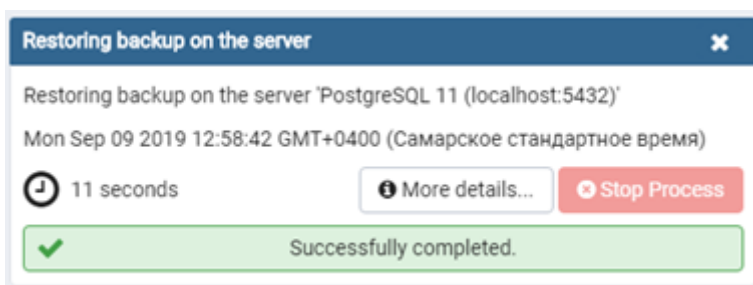 Restoring backup on the server
Restoring backup on the server 'PostgreSQL 11 (localhost:5432)'
Mon Sep 09 2019 12:58:42 GMT+0400 (Самарское стандартное время)
11 seconds More details... Stop Process
Successfully completed.